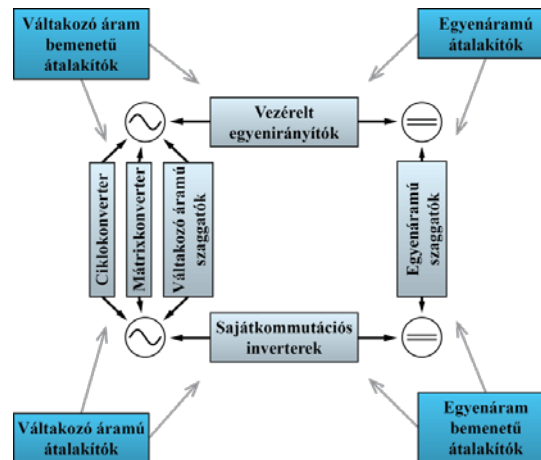 Váltakozó áram
bemenetű
átalakítók
Egyenáramú
átalakítók
Vezérelt
egyenirányítók
Ciklokonverter
Mátrixkonverter
Váltakozó áramú
szaggatók
Egyenáramú
szaggatók
Sajátkommutációs
inverterek
Váltakozó áramú
átalakítók
Egyenáram
bemenetű
átalakítók